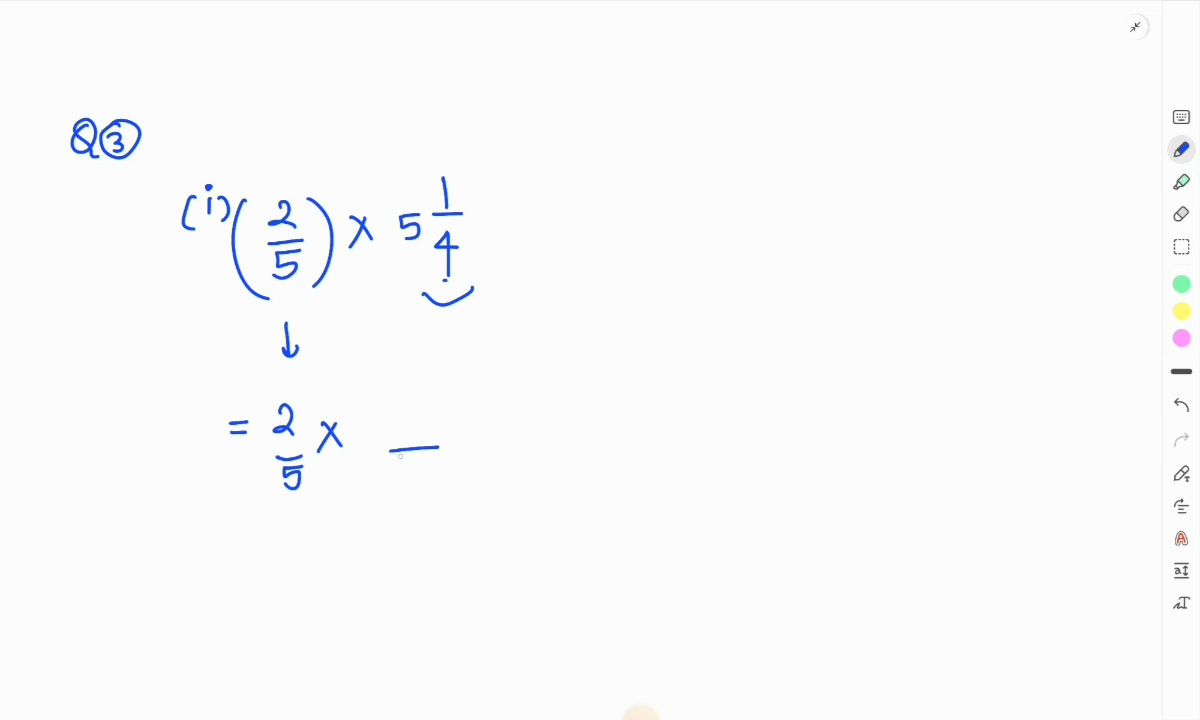 Q③
(i) (2/5) × 5 1/4
↓
= 2/5 ×